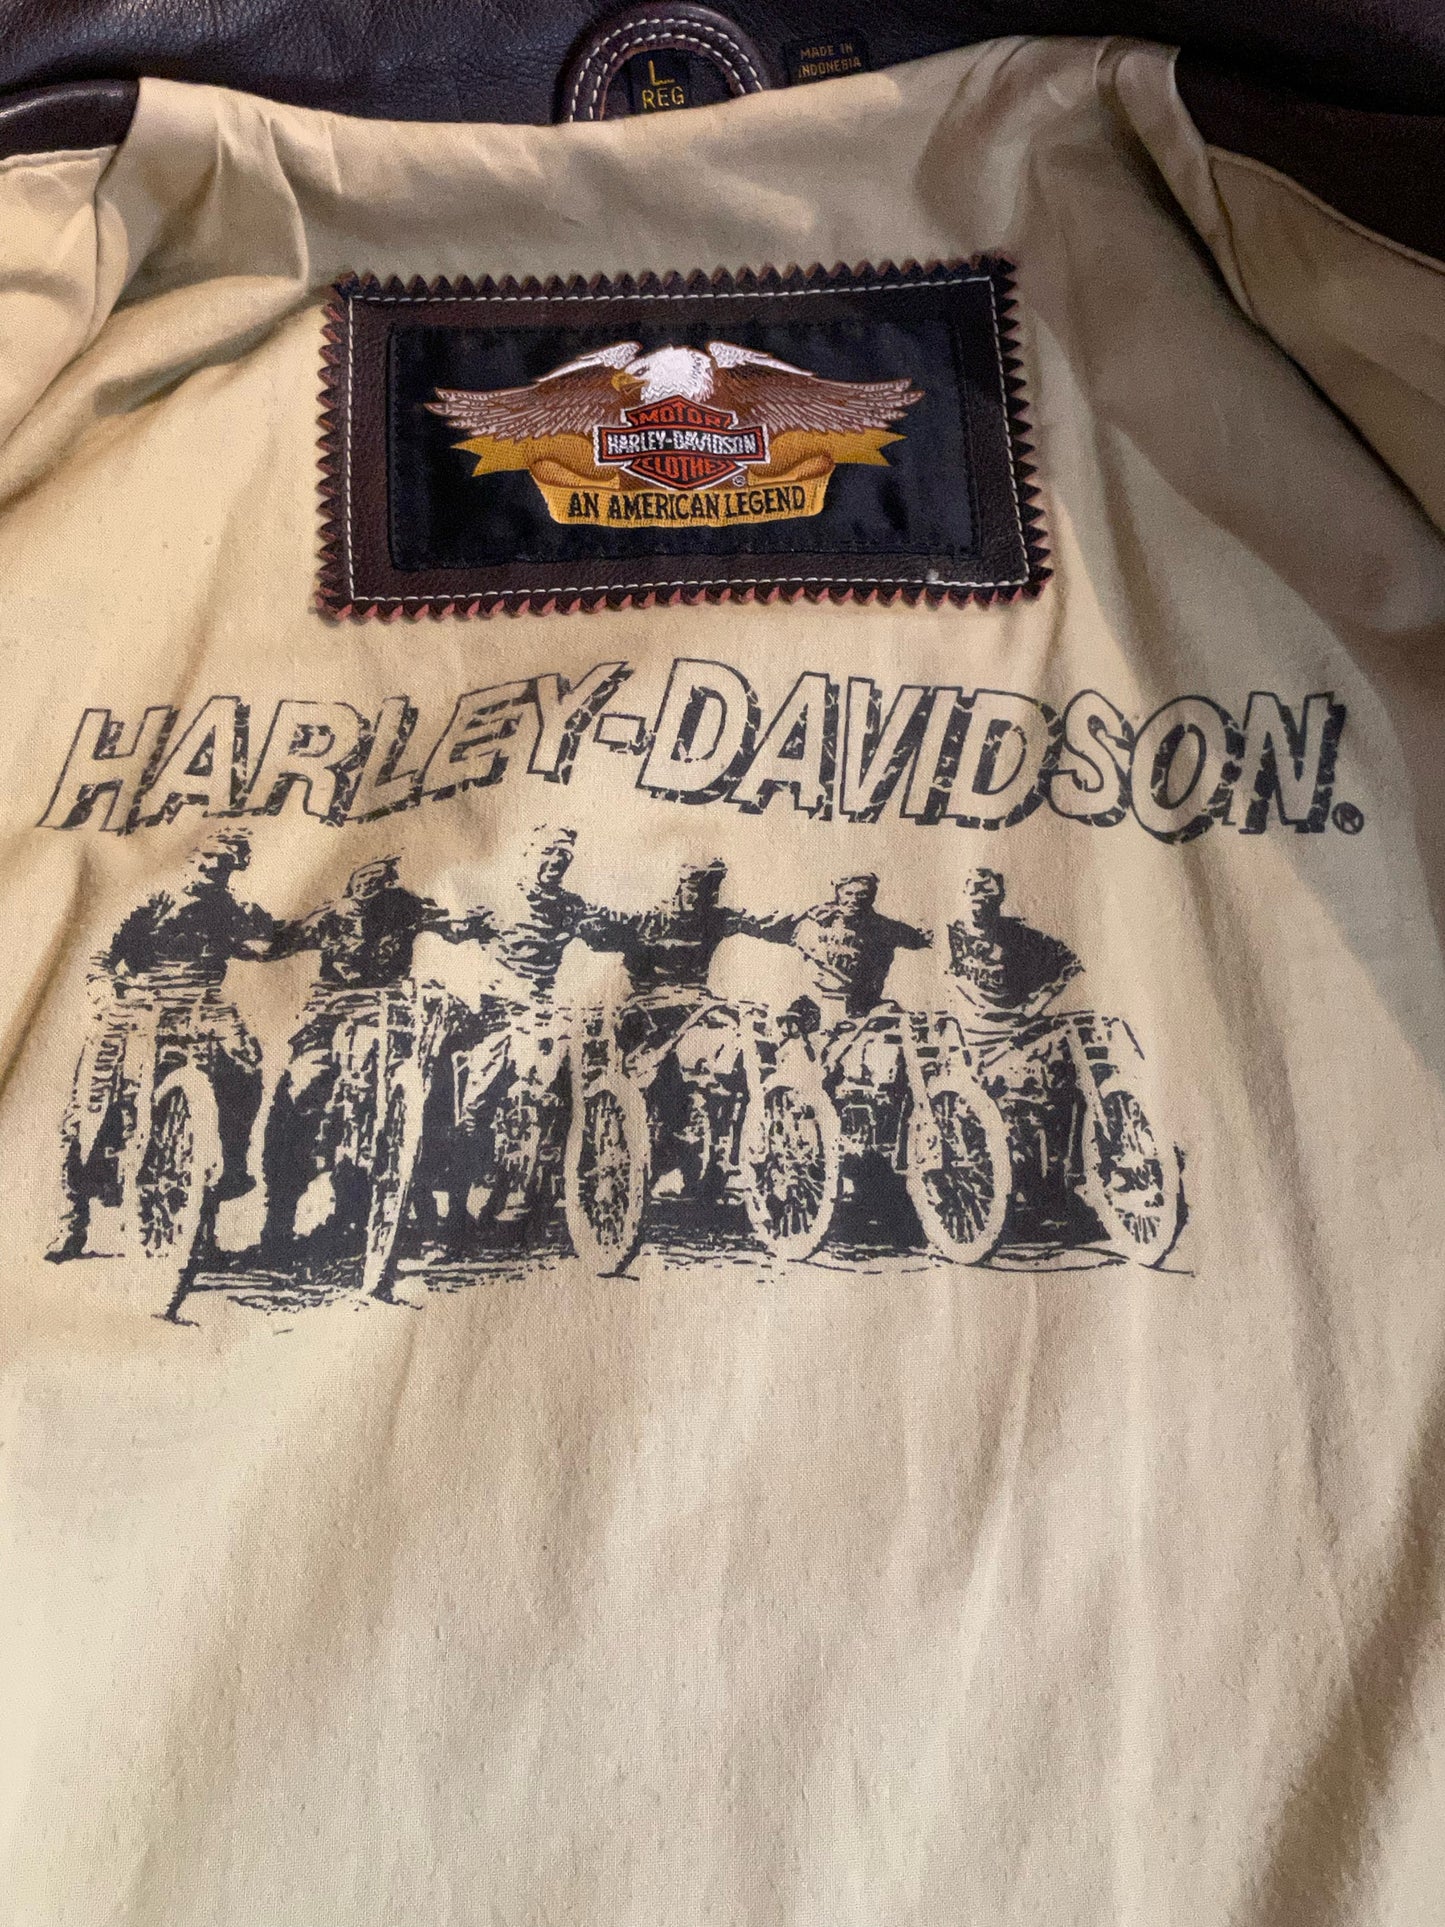 L
REG
MADE IN
INDONESIA
MOTOR
HARLEY-DAVIDSON
CLOTHES
®
AN AMERICAN LEGEND
HARLEY-DAVIDSON®